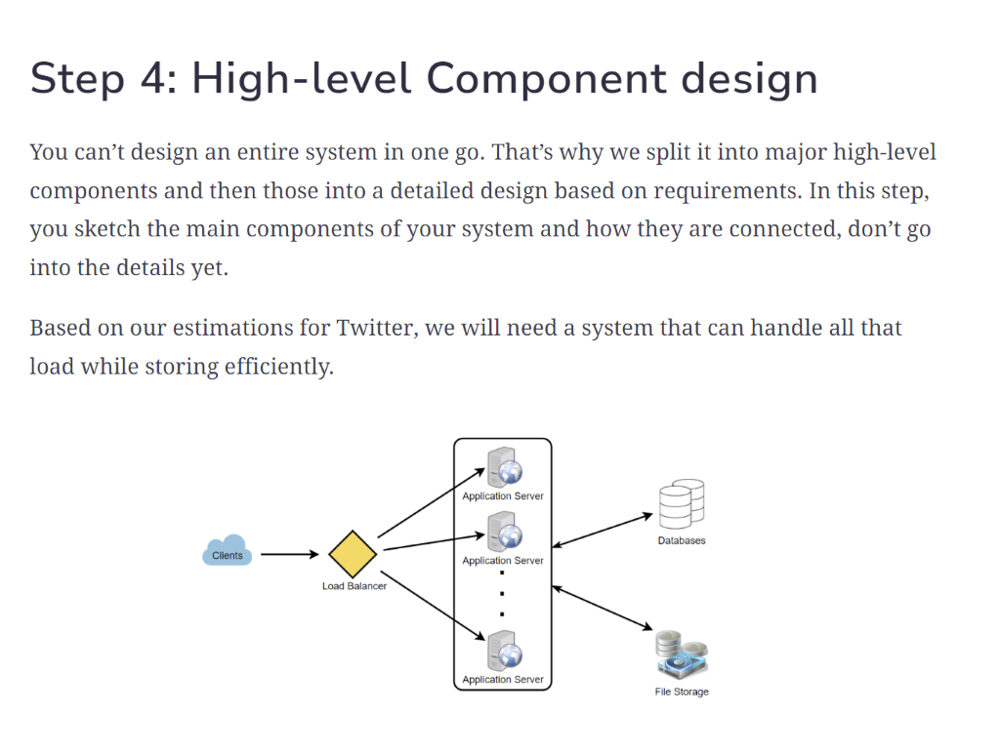 Step 4: High-level Component design
You can’t design an entire system in one go. That’s why we split it into major high-level
components and then those into a detailed design based on requirements. In this step,
you sketch the main components of your system and how they are connected, don’t go
into the details yet.
Based on our estimations for Twitter, we will need a system that can handle all that
load while storing efficiently.
Clients
Load Balancer
Application Server
Application Server
Application Server
Databases
File Storage